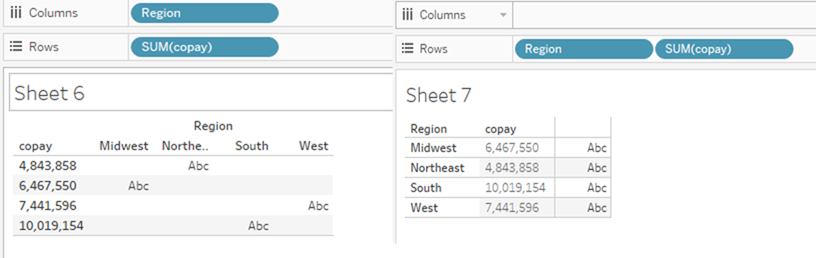 Columns Region
Rows SUM(copay)
Sheet 6
Region
copay Midwest Northe.. South West
4,843,858 Abc
6,467,550 Abc
7,441,596 Abc
10,019,154 Abc
Columns
Rows Region SUM(copay)
Sheet 7
Region copay
Midwest 6,467,550 Abc
Northeast 4,843,858 Abc
South 10,019,154 Abc
West 7,441,596 Abc